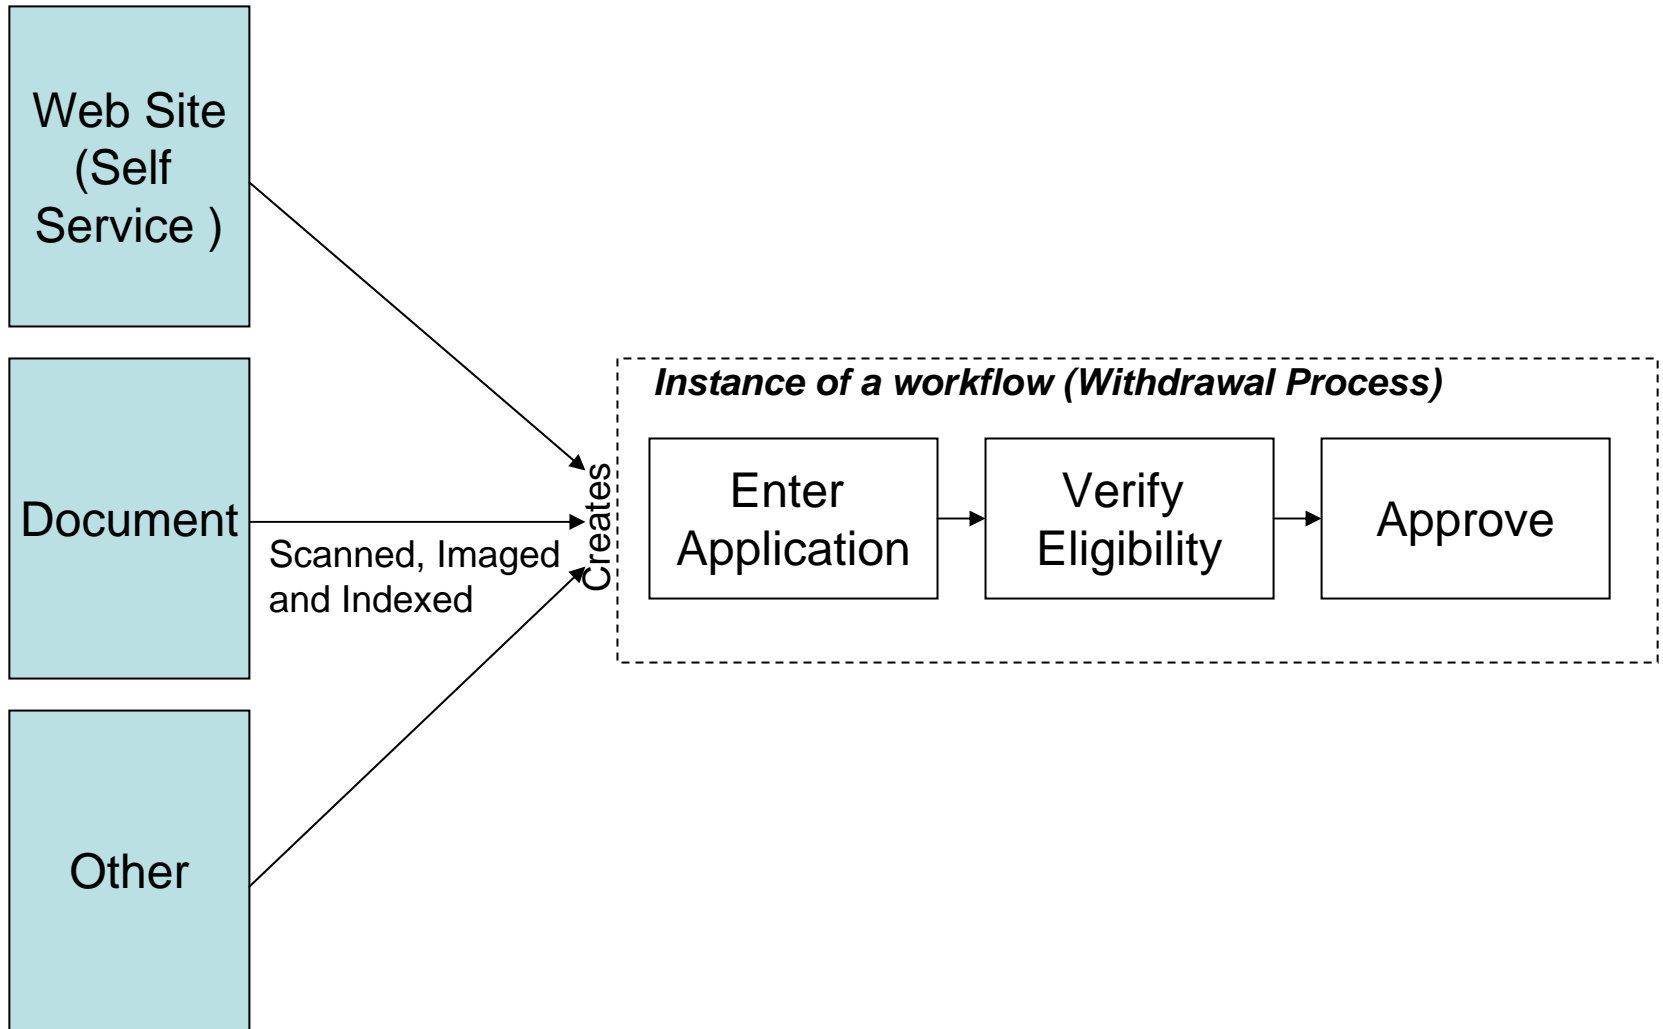 Web Site
(Self
Service )
Document
Scanned, Imaged
and Indexed
Other
Creates
Instance of a workflow (Withdrawal Process)
Enter
Application
Verify
Eligibility
Approve